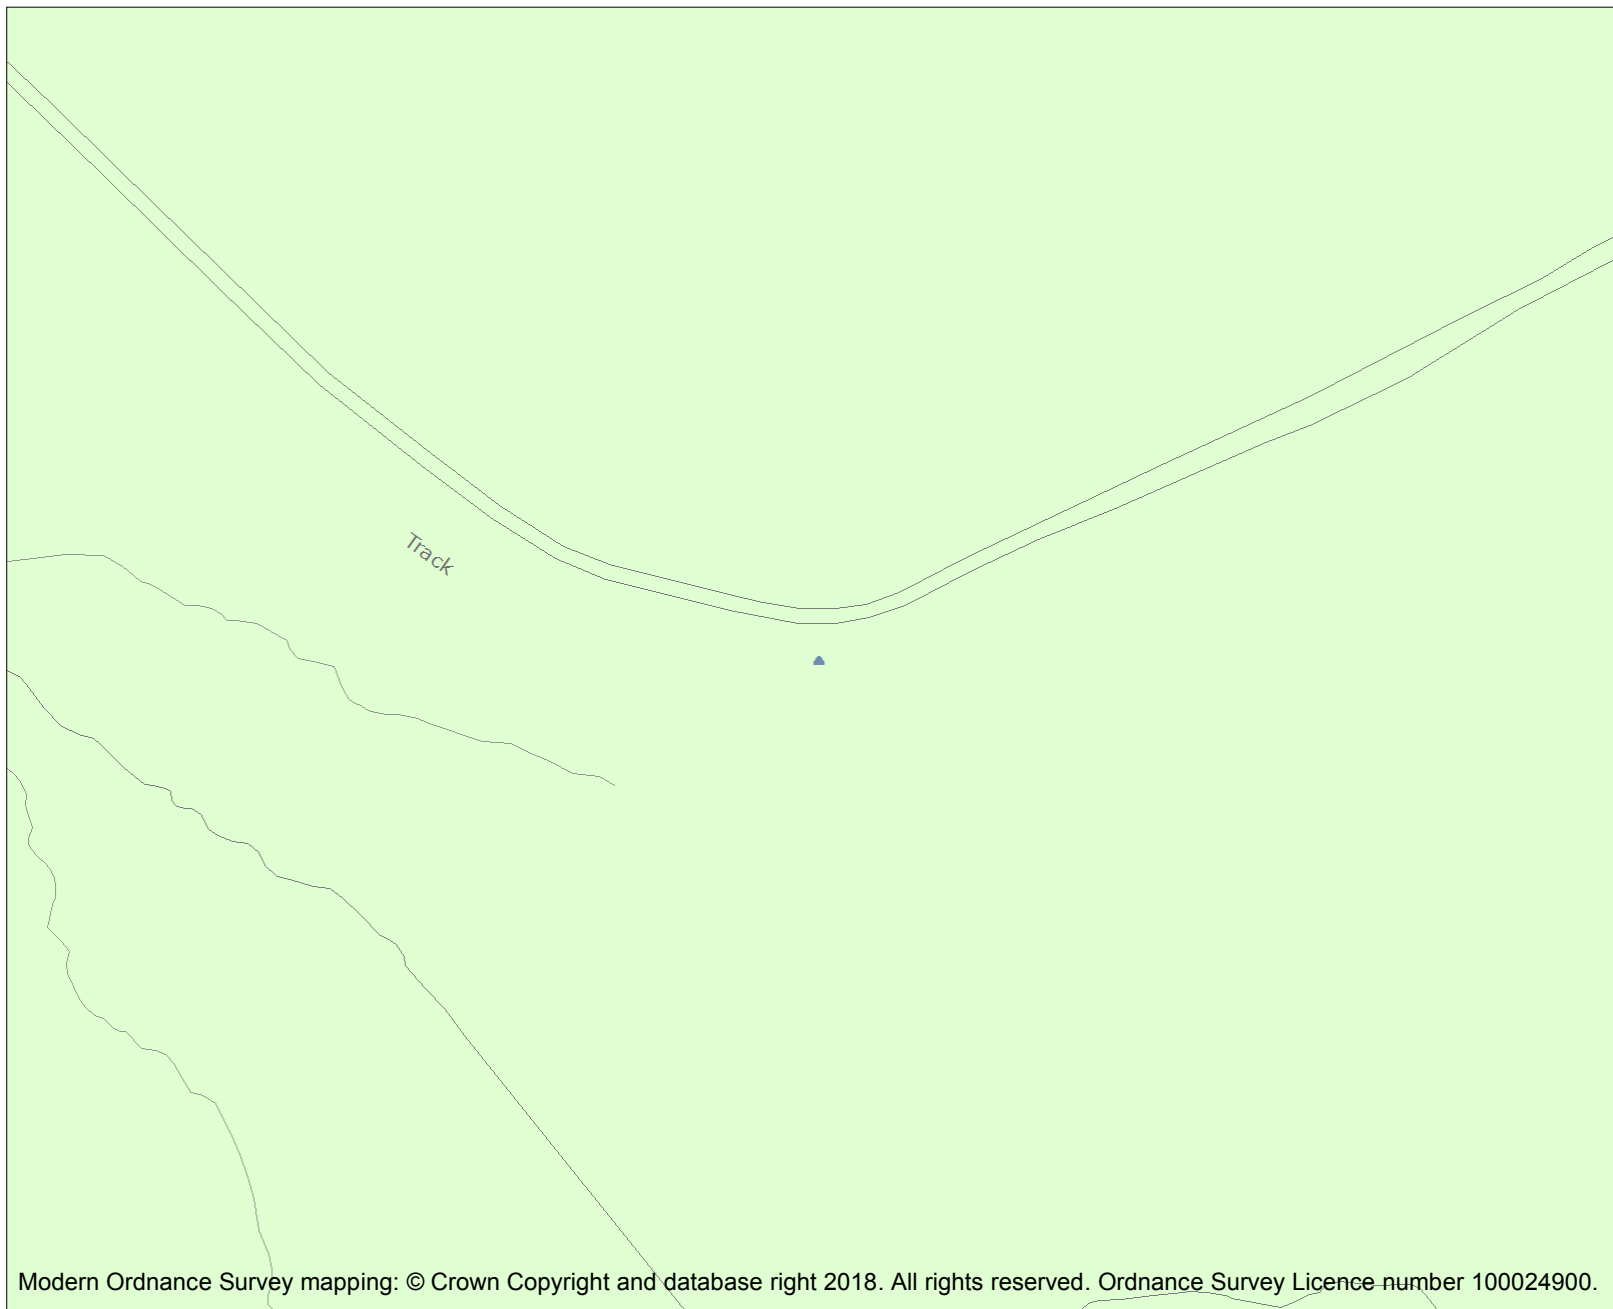 Track
Modern Ordnance Survey mapping: © Crown Copyright and database right 2018. All rights reserved. Ordnance Survey Licence number 100024900.